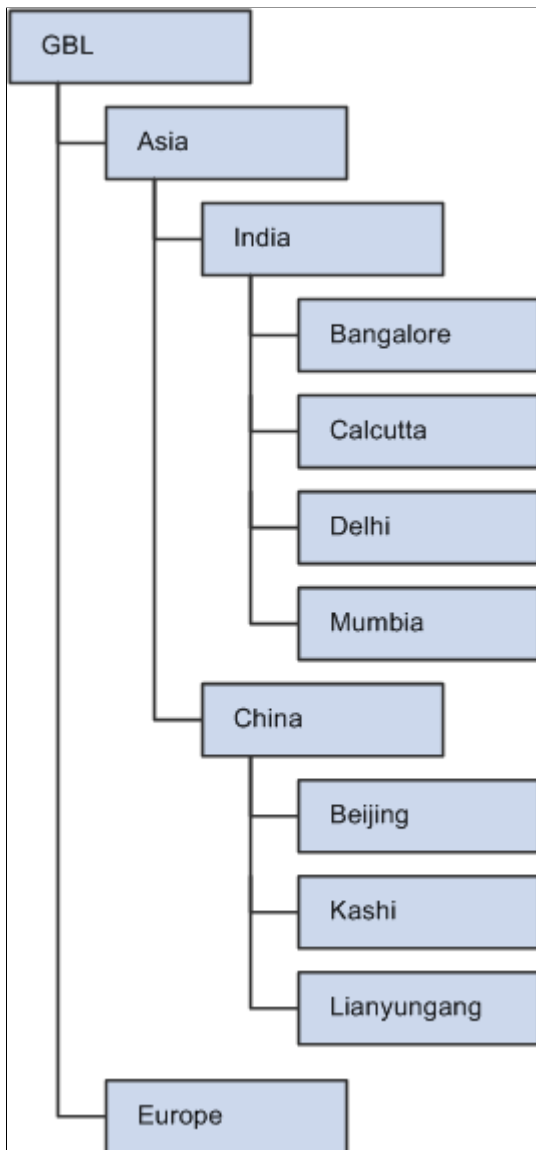 GBL
Asia
India
Bangalore
Calcutta
Delhi
Mumbia
China
Beijing
Kashi
Lianyungang
Europe